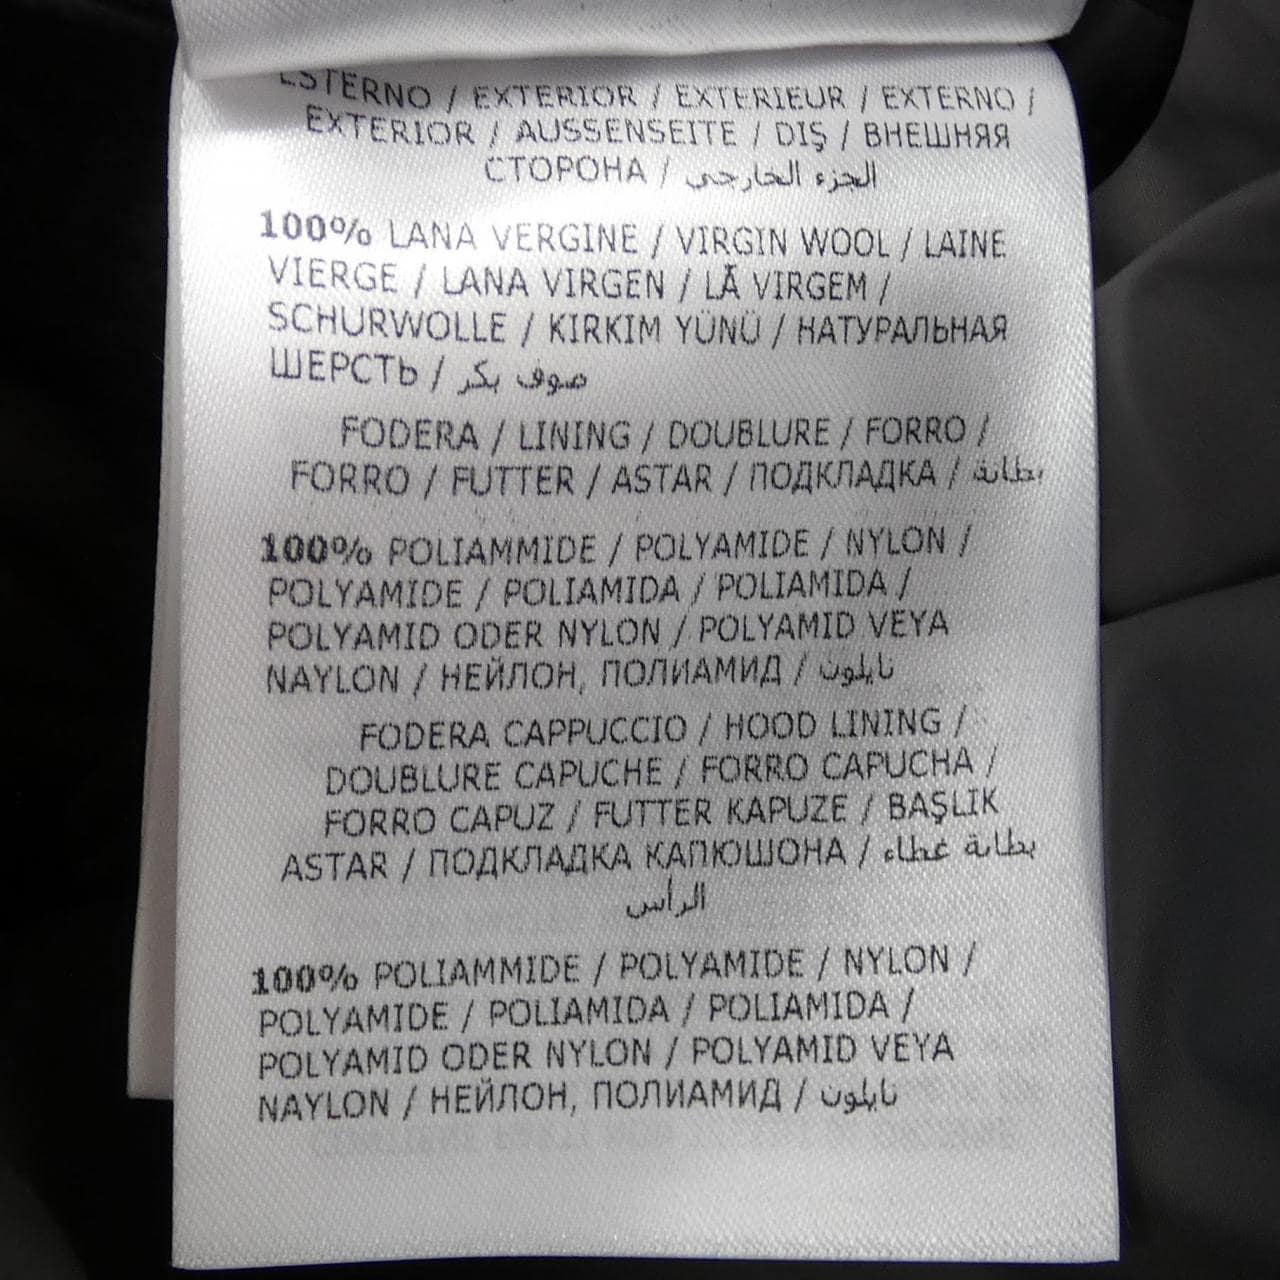 ESTERNO / EXTERIOR / EXTERIEUR / EXTERNO /
EXTERIOR / AUSSENSEITE / DIŞ / ВНЕШНЯЯ
СТОРОНА / الجزء الخارجي
100% LANA VERGINE / VIRGIN WOOL / LAINE
VIERGE / LANA VIRGEN / LÃ VIRGEM /
SCHURWOLLE / KIRKIM YÜNÜ / НАТУРАЛЬНАЯ
ШЕРСТЬ / صوف بكر
FODERA / LINING / DOUBLURE / FORRO /
FORRO / FUTTER / ASTAR / ПОДКЛАДКА / بطانة
100% POLIAMMIDE / POLYAMIDE / NYLON /
POLYAMIDE / POLIAMIDA / POLIAMIDA /
POLYAMID ODER NYLON / POLYAMID VEYA
NAYLON / НЕЙЛОН, ПОЛИАМИД / نايلون
FODERA CAPPUCCIO / HOOD LINING /
DOUBLURE CAPUCHE / FORRO CAPUCHA /
FORRO CAPUZ / FUTTER KAPUZE / BAŞLIK
ASTAR / ПОДКЛАДКА КАПЮШОНА / بطانة غطاء
الرأس
100% POLIAMMIDE / POLYAMIDE / NYLON /
POLYAMIDE / POLIAMIDA / POLIAMIDA /
POLYAMID ODER NYLON / POLYAMID VEYA
NAYLON / НЕЙЛОН, ПОЛИАМИД / نايلون